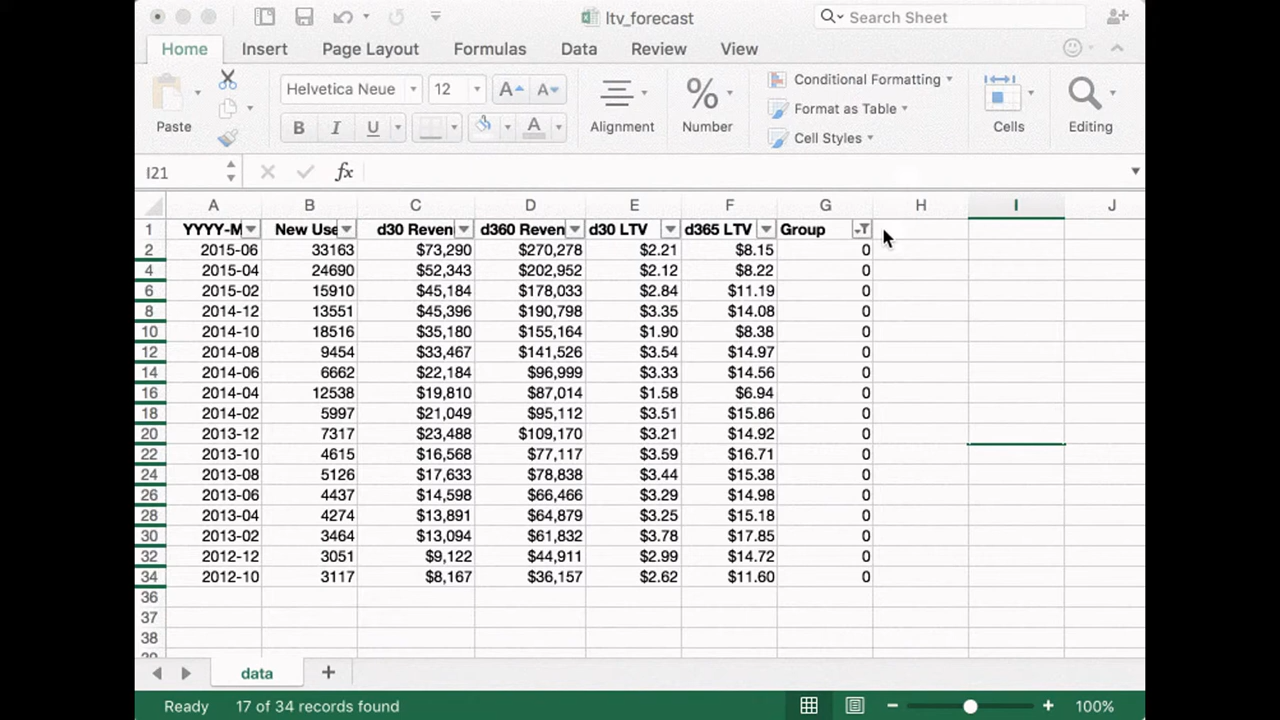 ltv_forecast
Search Sheet
Home Insert Page Layout Formulas Data Review View
Paste
Helvetica Neue 12
A A
B I U A
Alignment
%
Number
Conditional Formatting
Format as Table
Cell Styles
Cells
Editing
I21 fx
A B C D E F G H I J
1 YYYY-M New Use d30 Reven d360 Reven d30 LTV d365 LTV Group
2 2015-06 33163 $73,290 $270,278 $2.21 $8.15 0
4 2015-04 24690 $52,343 $202,952 $2.12 $8.22 0
6 2015-02 15910 $45,184 $178,033 $2.84 $11.19 0
8 2014-12 13551 $45,396 $190,798 $3.35 $14.08 0
10 2014-10 18516 $35,180 $155,164 $1.90 $8.38 0
12 2014-08 9454 $33,467 $141,526 $3.54 $14.97 0
14 2014-06 6662 $22,184 $96,999 $3.33 $14.56 0
16 2014-04 12538 $19,810 $87,014 $1.58 $6.94 0
18 2014-02 5997 $21,049 $95,112 $3.51 $15.86 0
20 2013-12 7317 $23,488 $109,170 $3.21 $14.92 0
22 2013-10 4615 $16,568 $77,117 $3.59 $16.71 0
24 2013-08 5126 $17,633 $78,838 $3.44 $15.38 0
26 2013-06 4437 $14,598 $66,466 $3.29 $14.98 0
28 2013-04 4274 $13,891 $64,879 $3.25 $15.18 0
30 2013-02 3464 $13,094 $61,832 $3.78 $17.85 0
32 2012-12 3051 $9,122 $44,911 $2.99 $14.72 0
34 2012-10 3117 $8,167 $36,157 $2.62 $11.60 0
36
37
38
data +
Ready 17 of 34 records found 100%